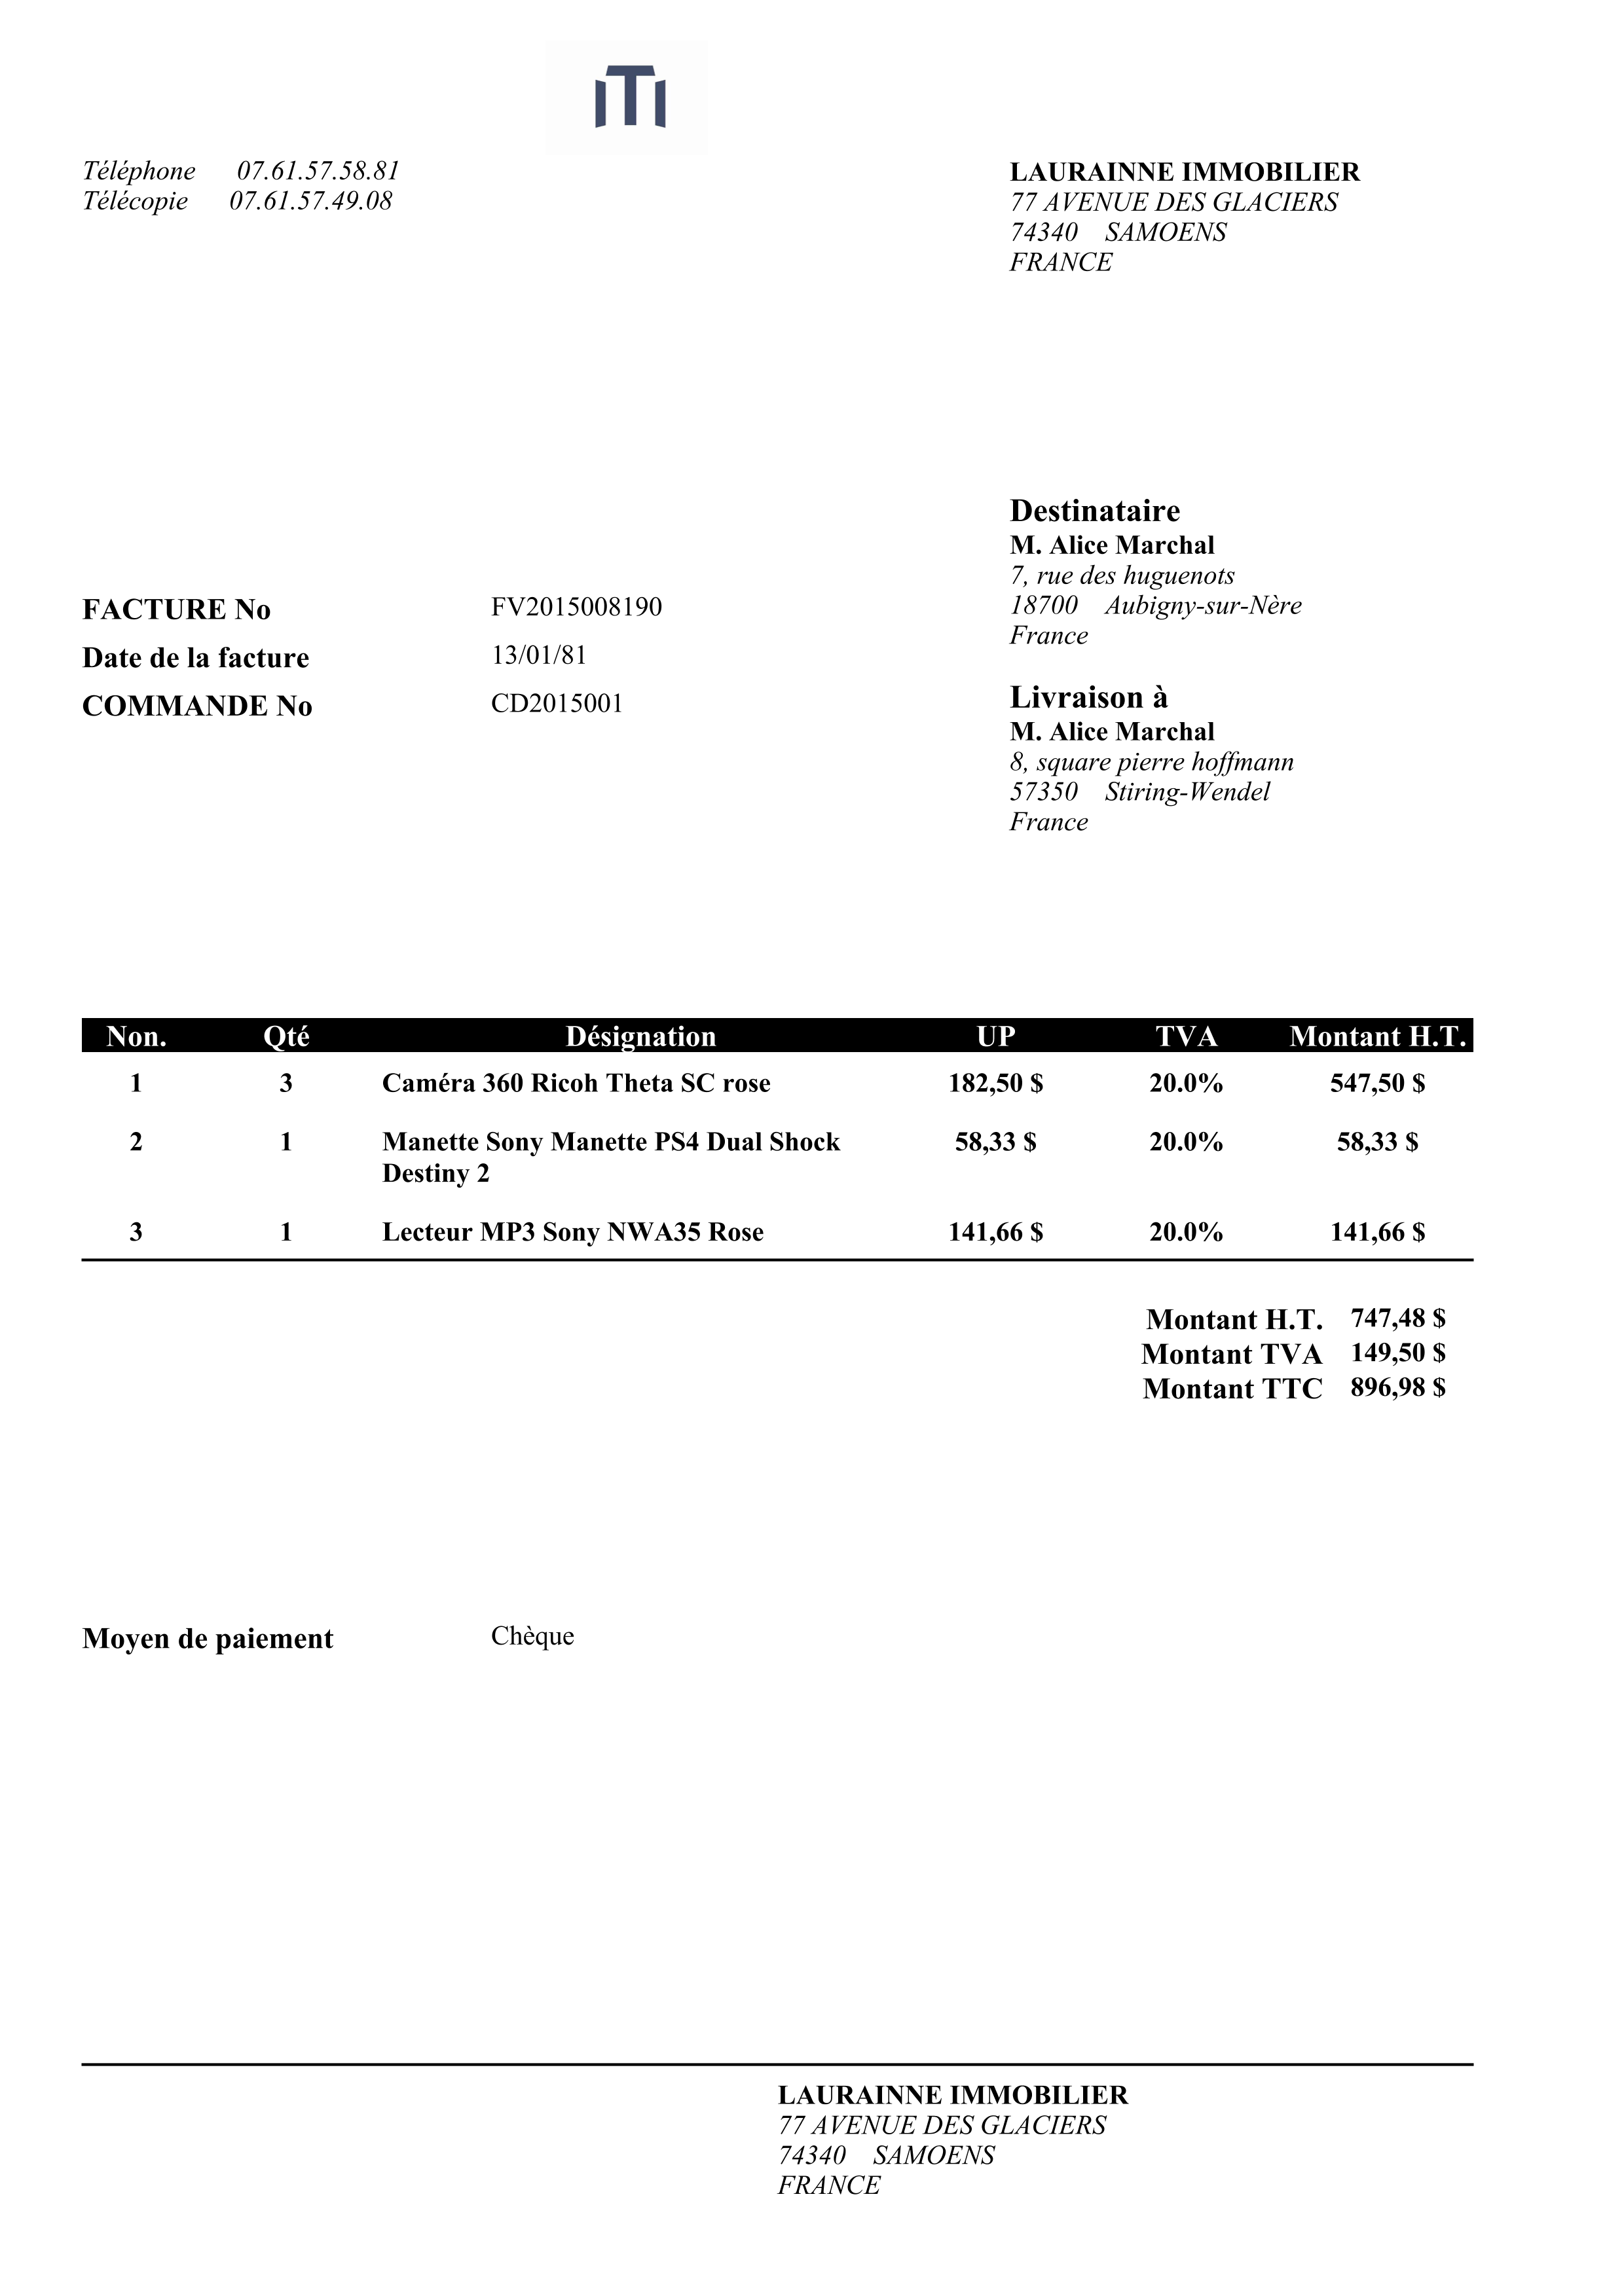 Téléphone 07.61.57.58.81
Télécopie 07.61.57.49.08
LAURAINNE IMMOBILIER
77 AVENUE DES GLACIERS
74340 SAMOENS
FRANCE
Destinataire
M. Alice Marchal
7, rue des huguenots
18700 Aubigny-sur-Nère
France
FACTURE No FV2015008190
Date de la facture 13/01/81
COMMANDE No CD2015001
Livraison à
M. Alice Marchal
8, square pierre hoffmann
57350 Stiring-Wendel
France
Non. Qté Désignation UP TVA Montant H.T.
1 3 Caméra 360 Ricoh Theta SC rose 182,50 $ 20.0% 547,50 $
2 1 Manette Sony Manette PS4 Dual Shock 58,33 $ 20.0% 58,33 $
Destiny 2
3 1 Lecteur MP3 Sony NWA35 Rose 141,66 $ 20.0% 141,66 $
Montant H.T. 747,48 $
Montant TVA 149,50 $
Montant TTC 896,98 $
Moyen de paiement Chèque
LAURAINNE IMMOBILIER
77 AVENUE DES GLACIERS
74340 SAMOENS
FRANCE